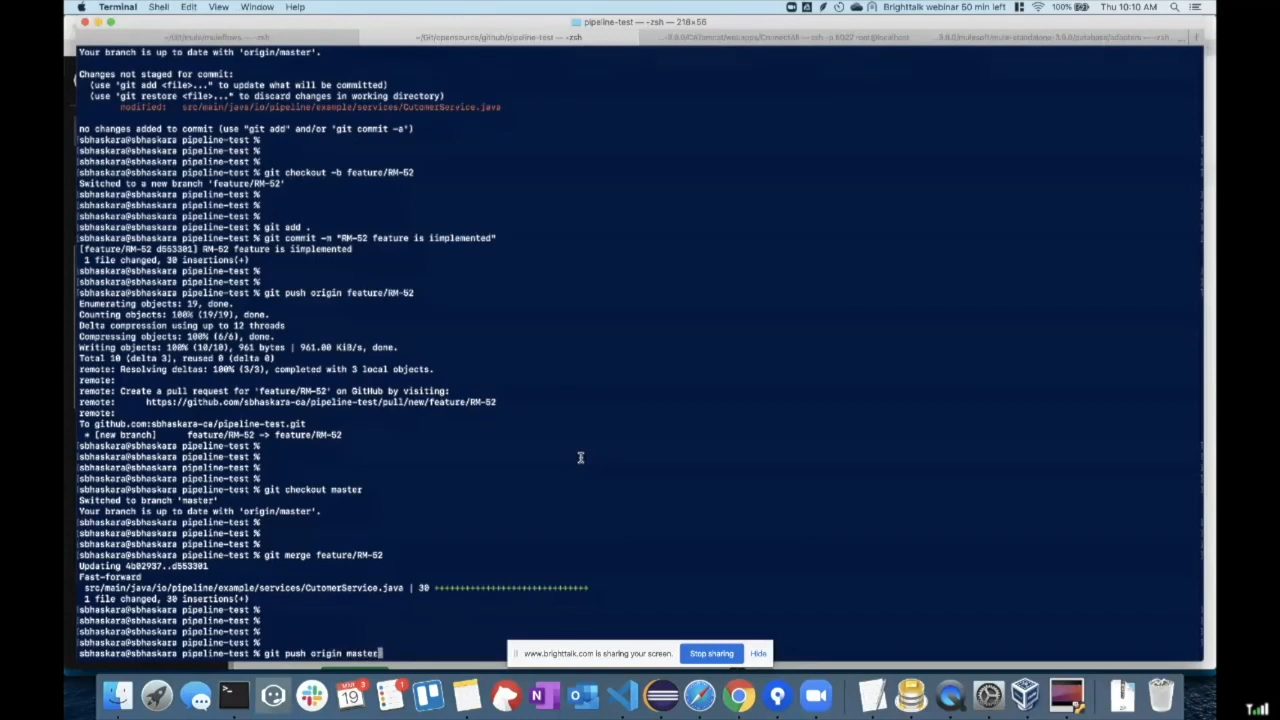 Terminal Shell Edit View Window Help Brighttalk webinar 50 min left 100% Thu 10:10 AM
pipeline-test — -zsh — 218×56
~/Git/opensource/github/pipeline-test — -zsh
Your branch is up to date with 'origin/master'.
Changes not staged for commit:
(use "git add <file>..." to update what will be committed)
(use "git restore <file>..." to discard changes in working directory)
modified: src/main/java/io/pipeline/example/services/CutomerService.java
no changes added to commit (use "git add" and/or "git commit -a")
sbhaskara@sbhaskara pipeline-test %
sbhaskara@sbhaskara pipeline-test %
sbhaskara@sbhaskara pipeline-test %
sbhaskara@sbhaskara pipeline-test % git checkout -b feature/RM-52
Switched to a new branch 'feature/RM-52'
sbhaskara@sbhaskara pipeline-test %
sbhaskara@sbhaskara pipeline-test %
sbhaskara@sbhaskara pipeline-test %
sbhaskara@sbhaskara pipeline-test % git add .
sbhaskara@sbhaskara pipeline-test % git commit -m "RM-52 feature is iimplemented"
[feature/RM-52 d553301] RM-52 feature is iimplemented
1 file changed, 30 insertions(+)
sbhaskara@sbhaskara pipeline-test %
sbhaskara@sbhaskara pipeline-test %
sbhaskara@sbhaskara pipeline-test % git push origin feature/RM-52
Enumerating objects: 19, done.
Counting objects: 100% (19/19), done.
Delta compression using up to 12 threads
Compressing objects: 100% (6/6), done.
Writing objects: 100% (10/10), 961 bytes | 961.00 KiB/s, done.
Total 10 (delta 3), reused 0 (delta 0)
remote: Resolving deltas: 100% (3/3), completed with 3 local objects.
remote:
remote: Create a pull request for 'feature/RM-52' on GitHub by visiting:
remote: https://github.com/sbhaskara-ca/pipeline-test/pull/new/feature/RM-52
remote:
To github.com:sbhaskara-ca/pipeline-test.git
* [new branch] feature/RM-52 -> feature/RM-52
sbhaskara@sbhaskara pipeline-test %
sbhaskara@sbhaskara pipeline-test %
sbhaskara@sbhaskara pipeline-test %
sbhaskara@sbhaskara pipeline-test %
sbhaskara@sbhaskara pipeline-test % git checkout master
Switched to branch 'master'
Your branch is up to date with 'origin/master'.
sbhaskara@sbhaskara pipeline-test %
sbhaskara@sbhaskara pipeline-test %
sbhaskara@sbhaskara pipeline-test %
sbhaskara@sbhaskara pipeline-test % git merge feature/RM-52
Updating 4b02937..d553301
Fast-forward
src/main/java/io/pipeline/example/services/CutomerService.java | 30 ++++++++++++++++++++++++++++++
1 file changed, 30 insertions(+)
sbhaskara@sbhaskara pipeline-test %
sbhaskara@sbhaskara pipeline-test %
sbhaskara@sbhaskara pipeline-test %
sbhaskara@sbhaskara pipeline-test %
sbhaskara@sbhaskara pipeline-test % git push origin master
www.brighttalk.com is sharing your screen. Stop sharing Hide